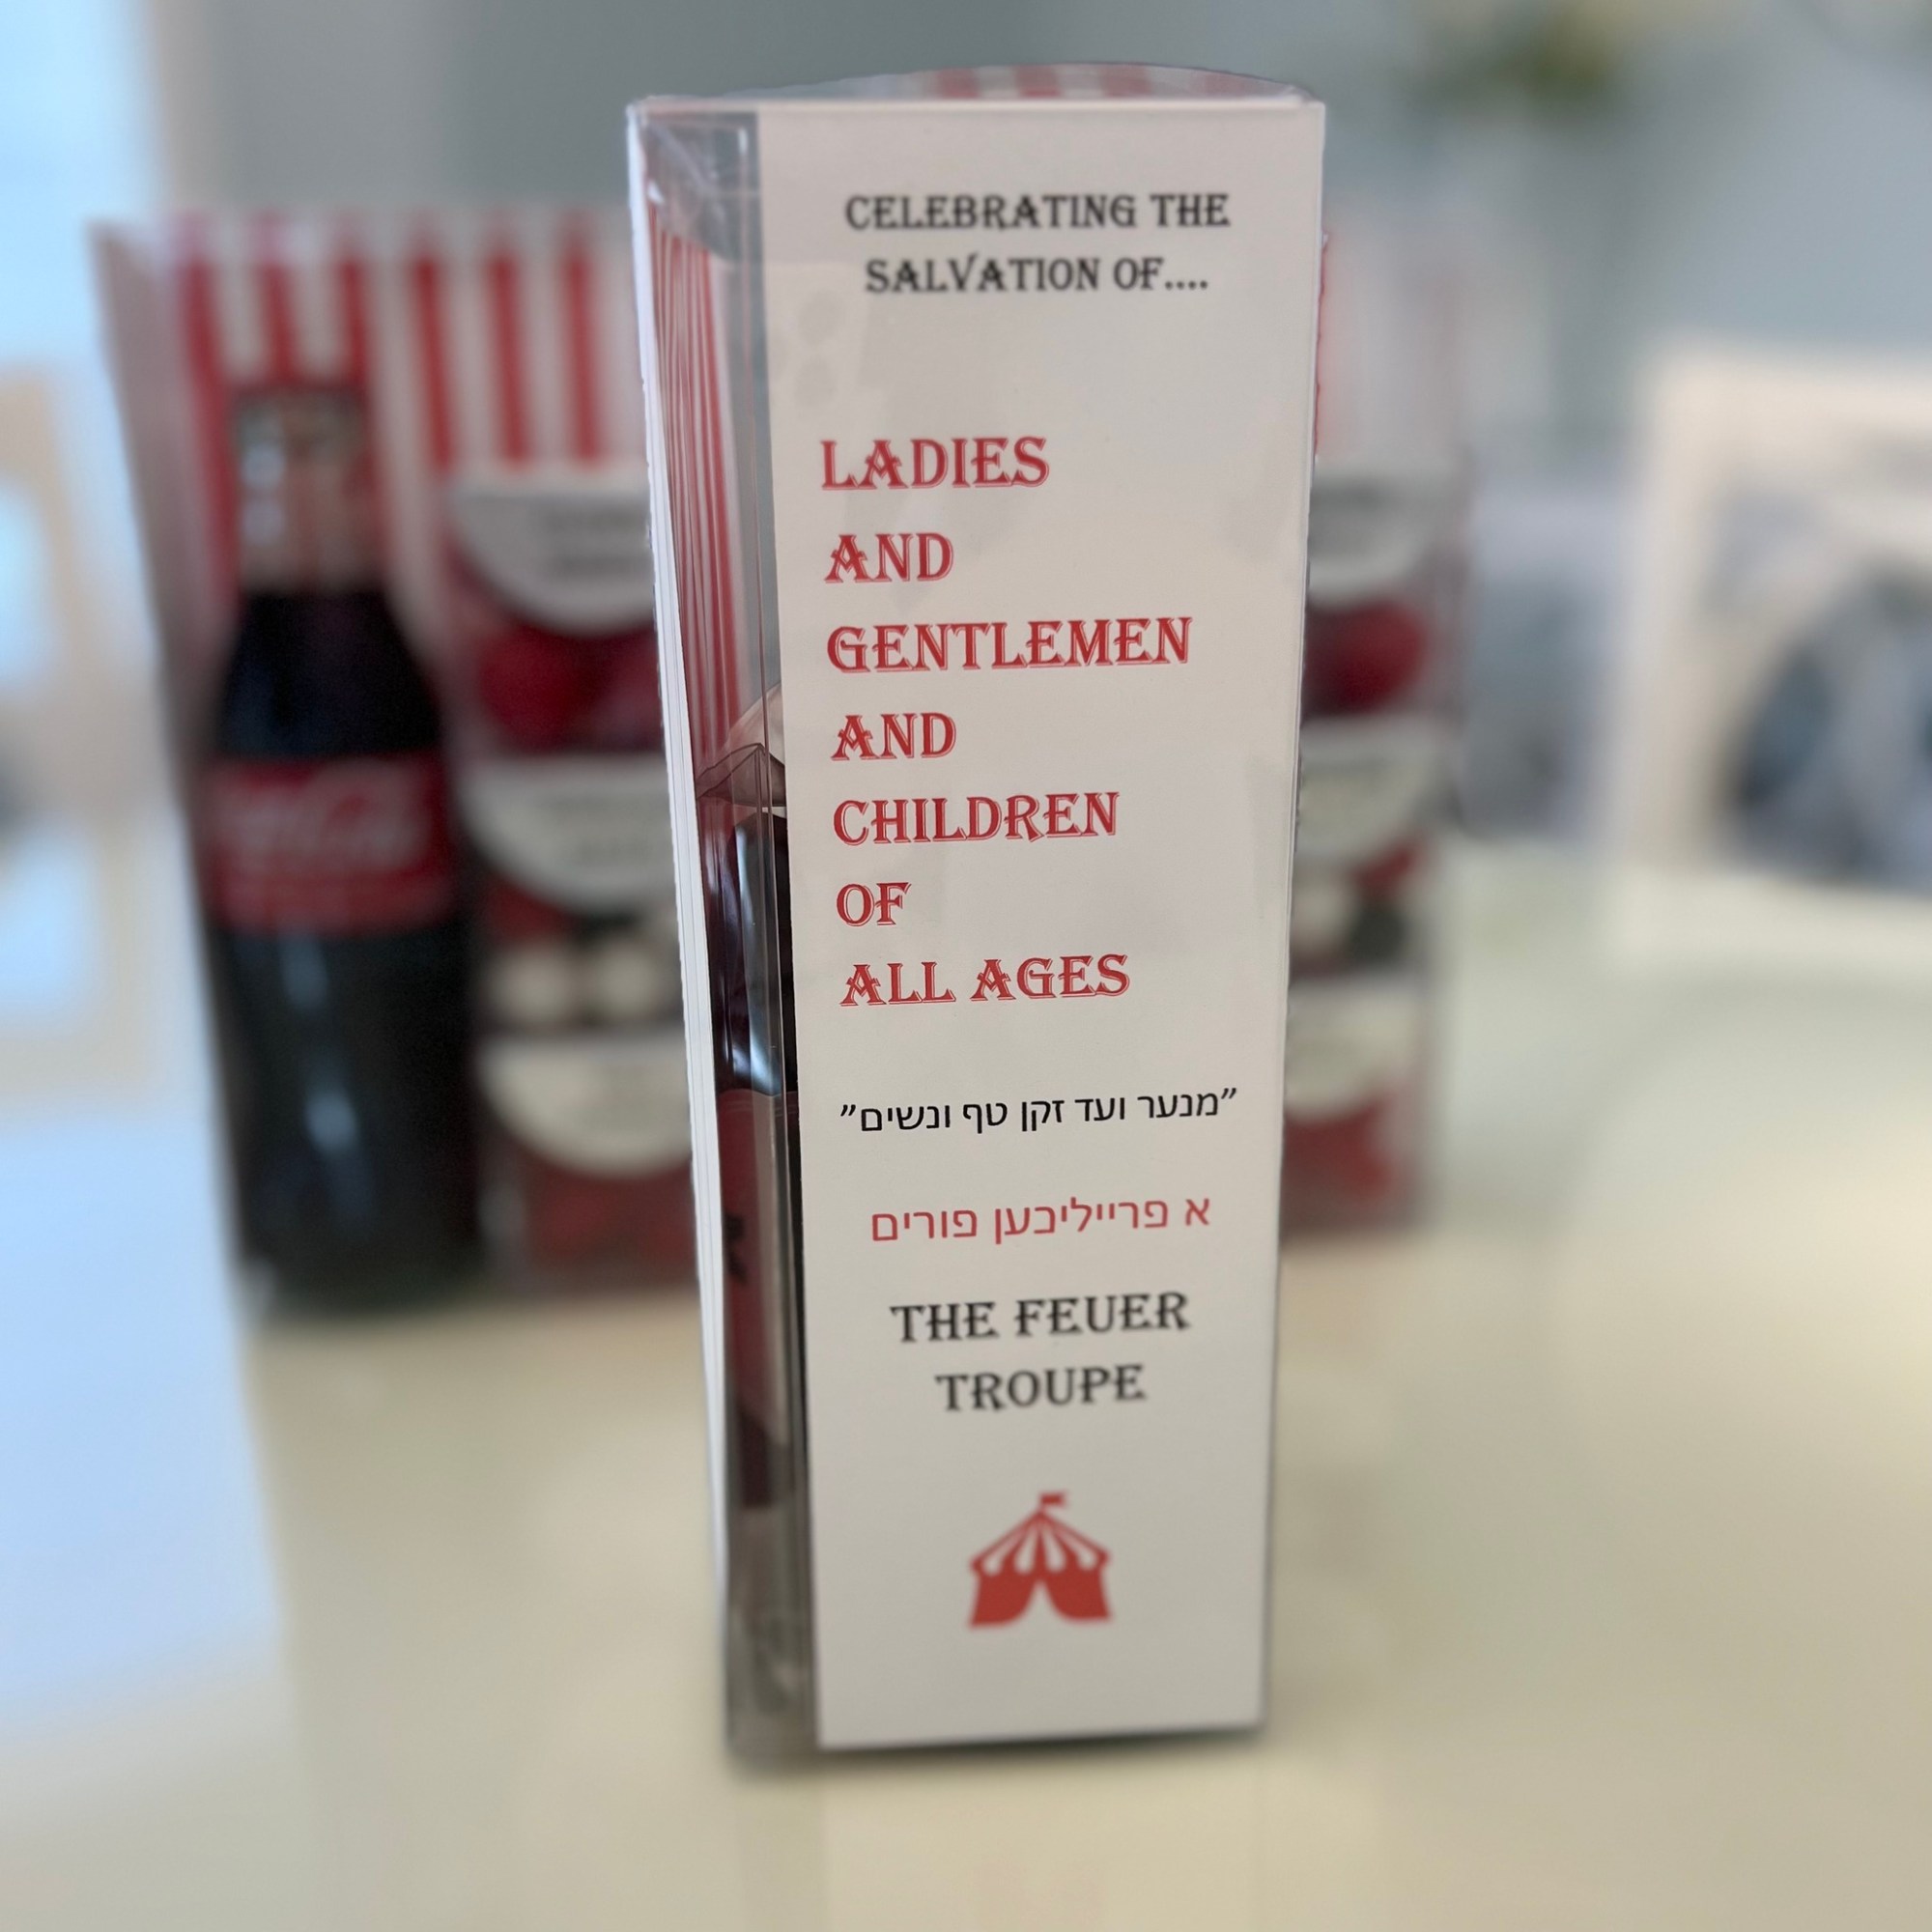 CELEBRATING THE
SALVATION OF....
LADIES
AND
GENTLEMEN
AND
CHILDREN
OF
ALL AGES
"מנער ועד זקן טף ונשים"
א פרייליכען פורים
THE FEUER
TROUPE